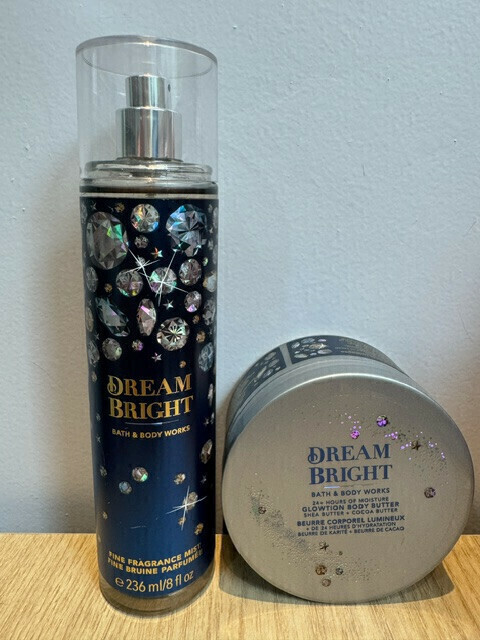 DREAM
BRIGHT
BATH & BODY WORKS
FINE FRAGRANCE MIST
FINE BRUINE PARFUMÉE
e 236 ml/8 fl oz
DREAM
BRIGHT
BATH & BODY WORKS
24+ HOURS OF MOISTURE
GLOWTION BODY BUTTER
SHEA BUTTER + COCOA BUTTER
BEURRE CORPOREL LUMINEUX
+ DE 24 HEURES D'HYDRATATION
BEURRE DE KARITÉ + BEURRE DE CACAO